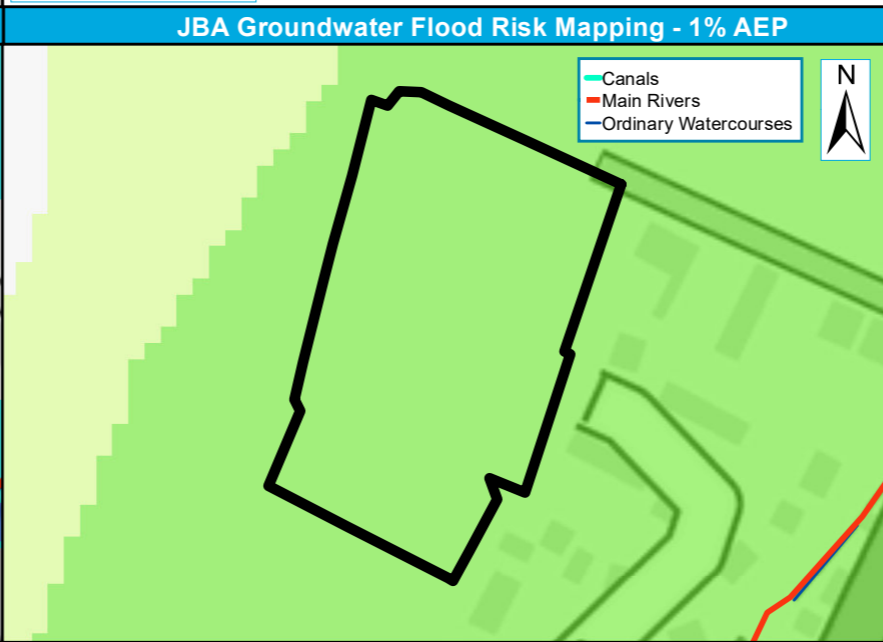 JBA Groundwater Flood Risk Mapping - 1% AEP
Canals
Main Rivers
Ordinary Watercourses
N